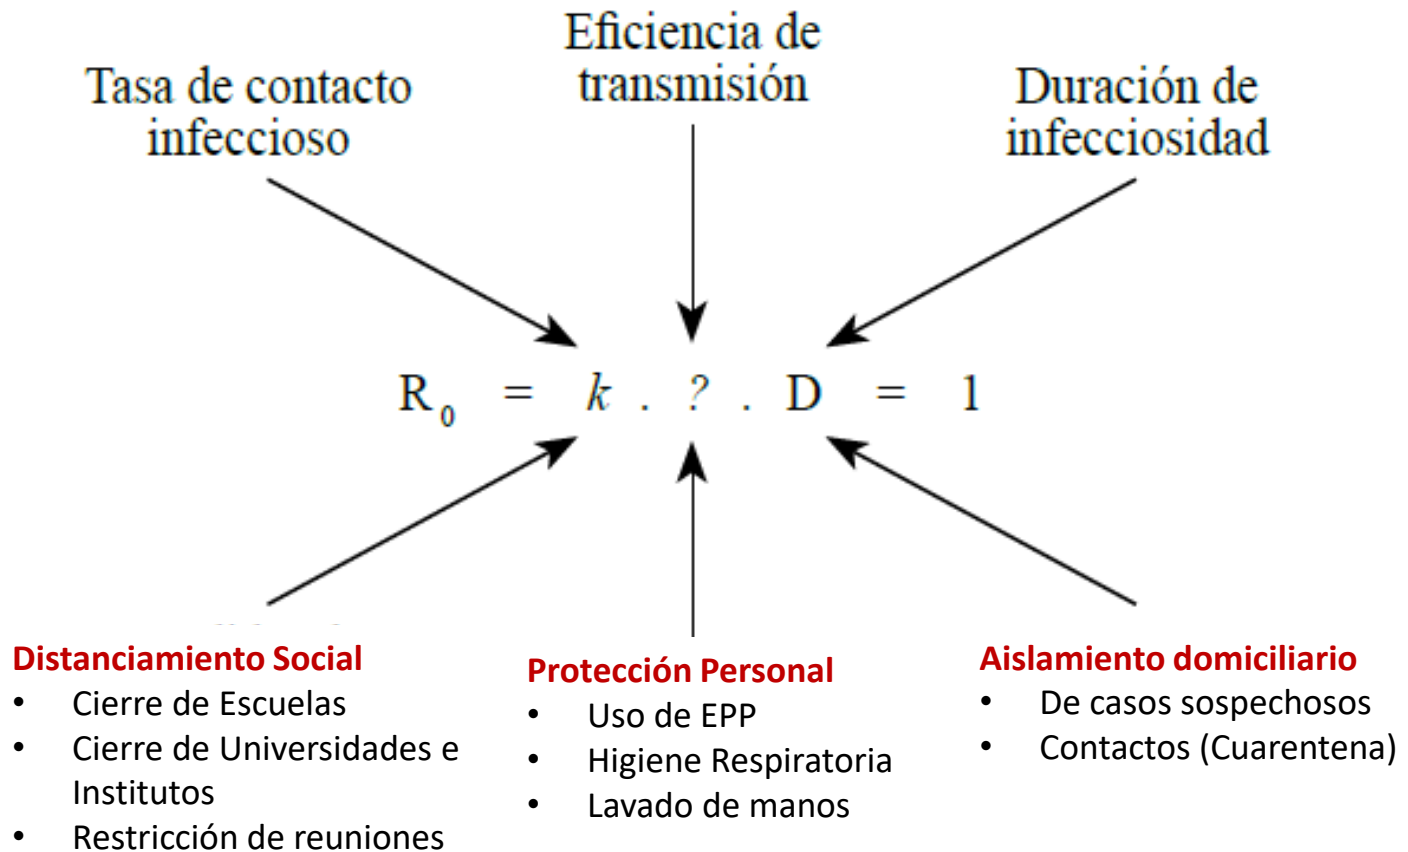 Eficiencia de
transmisión
Tasa de contacto
infeccioso
Duración de
infecciosidad
R₀ = k . ? . D = 1
Distanciamiento Social
• Cierre de Escuelas
• Cierre de Universidades e
Institutos
• Restricción de reuniones
Protección Personal
• Uso de EPP
• Higiene Respiratoria
• Lavado de manos
Aislamiento domiciliario
• De casos sospechosos
• Contactos (Cuarentena)